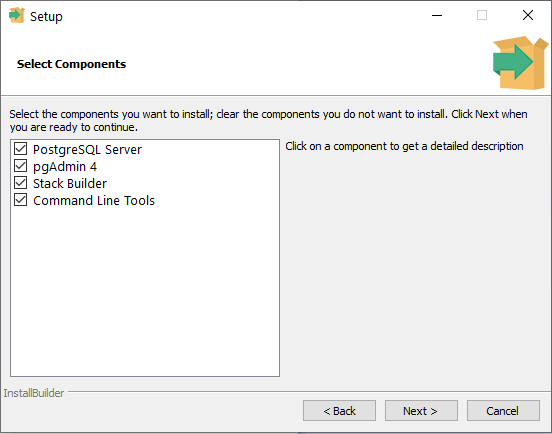 Setup
Select Components
Select the components you want to install; clear the components you do not want to install. Click Next when
you are ready to continue.
PostgreSQL Server
pgAdmin 4
Stack Builder
Command Line Tools
Click on a component to get a detailed description
InstallBuilder
< Back
Next >
Cancel